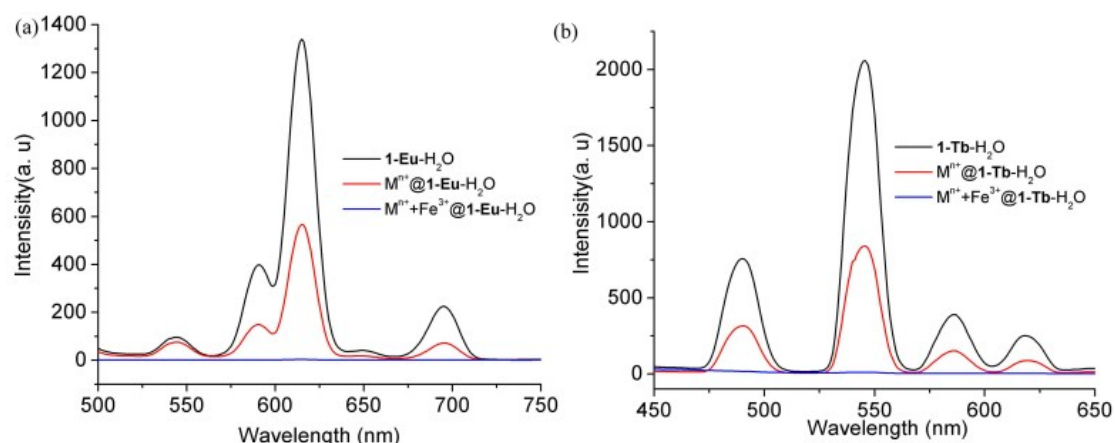 (a)
1400
1200
1000
800
600
400
200
0
Intensisity(a. u)
1-Eu-H₂O
Mⁿ⁺@1-Eu-H₂O
Mⁿ⁺+Fe³⁺@1-Eu-H₂O
500 550 600 650 700 750
Wavelength (nm)
(b)
2000
1500
1000
500
0
Intensisity(a. u)
1-Tb-H₂O
Mⁿ⁺@1-Tb-H₂O
Mⁿ⁺+Fe³⁺@1-Tb-H₂O
450 500 550 600 650
Wavelength (nm)